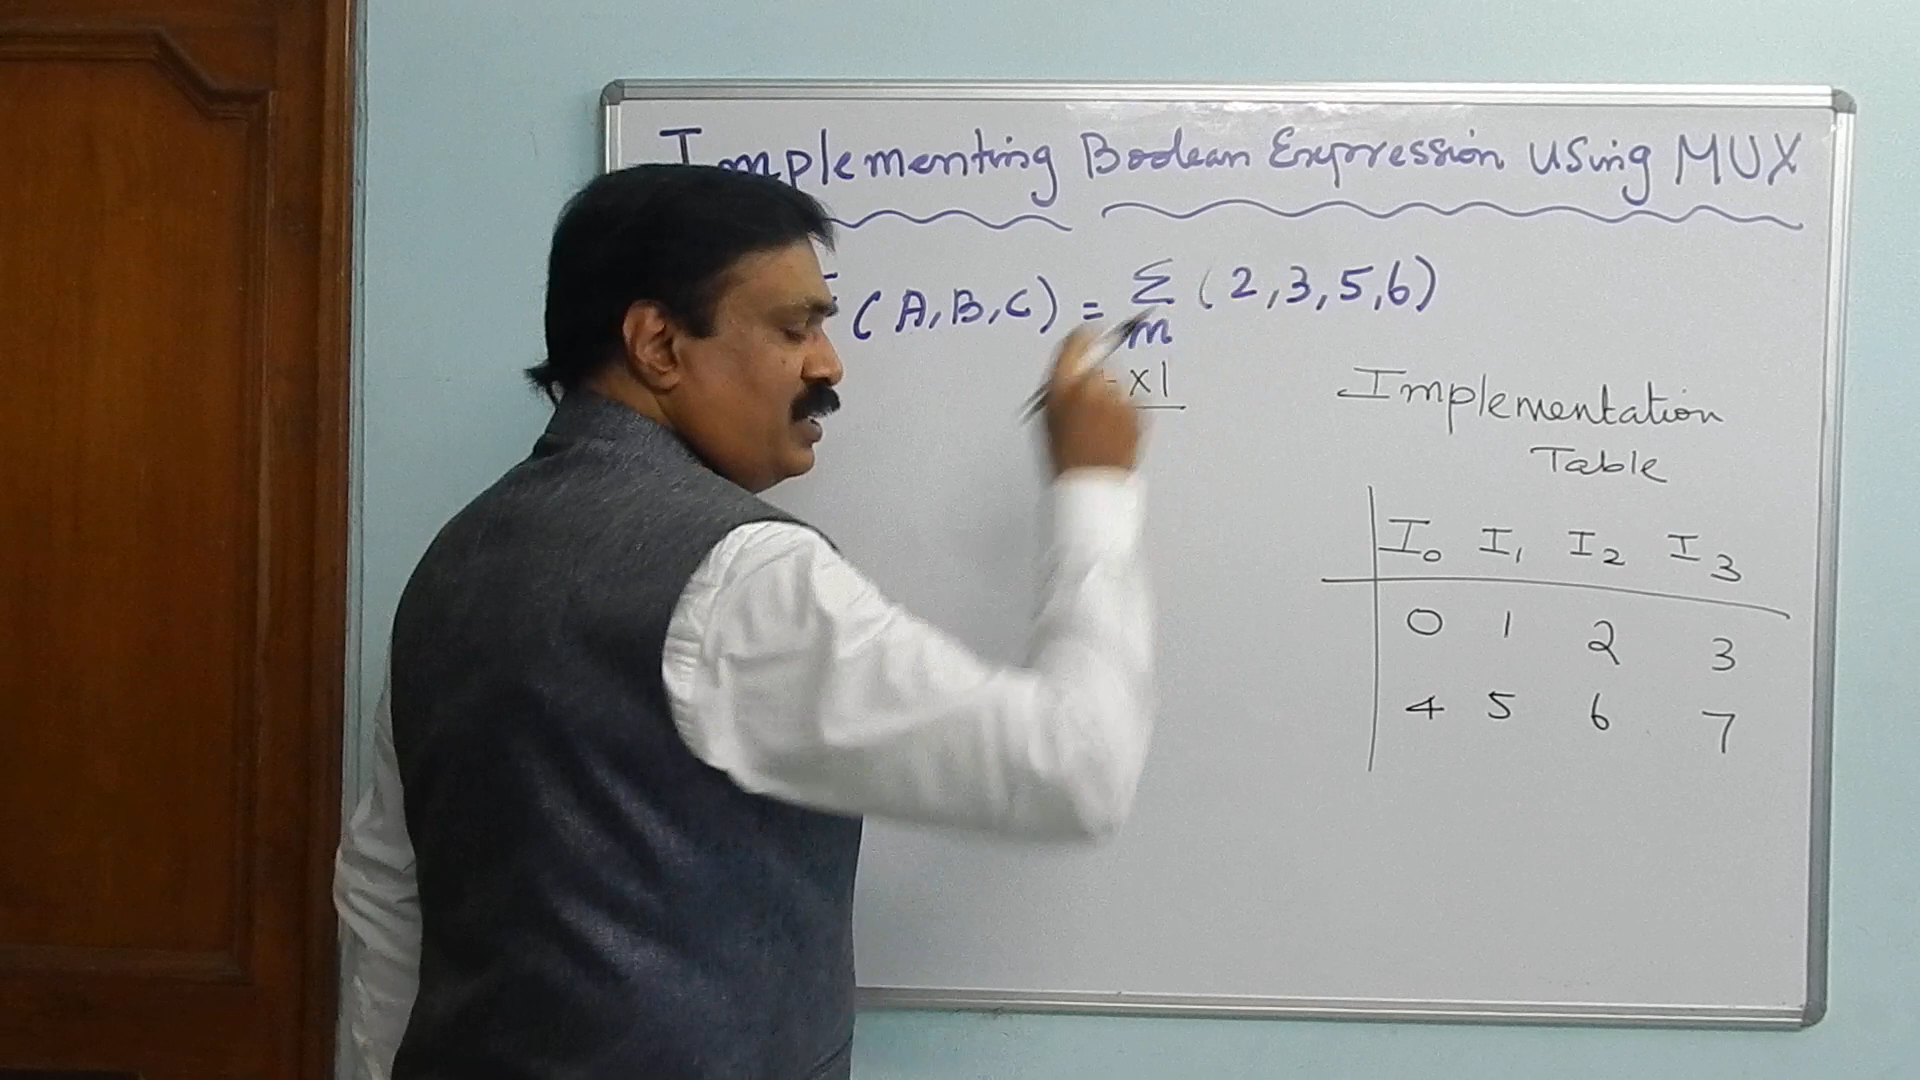 Implementing Boolean Expression Using MUX
(A,B,C) = Σm (2,3,5,6)
x1
Implementation
Table
I0 I1 I2 I3
0 1 2 3
4 5 6 7